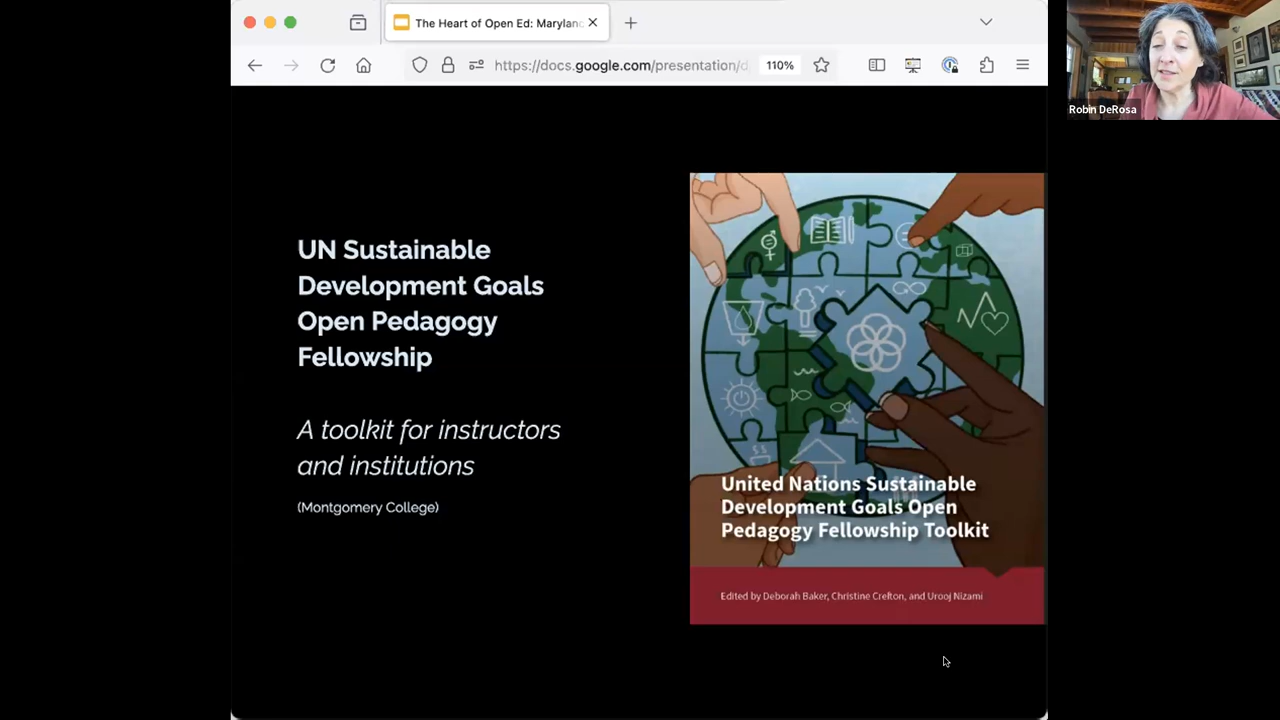 The Heart of Open Ed: Marylan
https://docs.google.com/presentation/d
110%
Robin DeRosa
UN Sustainable
Development Goals
Open Pedagogy
Fellowship
A toolkit for instructors
and institutions
(Montgomery College)
United Nations Sustainable
Development Goals Open
Pedagogy Fellowship Toolkit
Edited by Deborah Baker, Christine Crefton, and Urooj Nizami